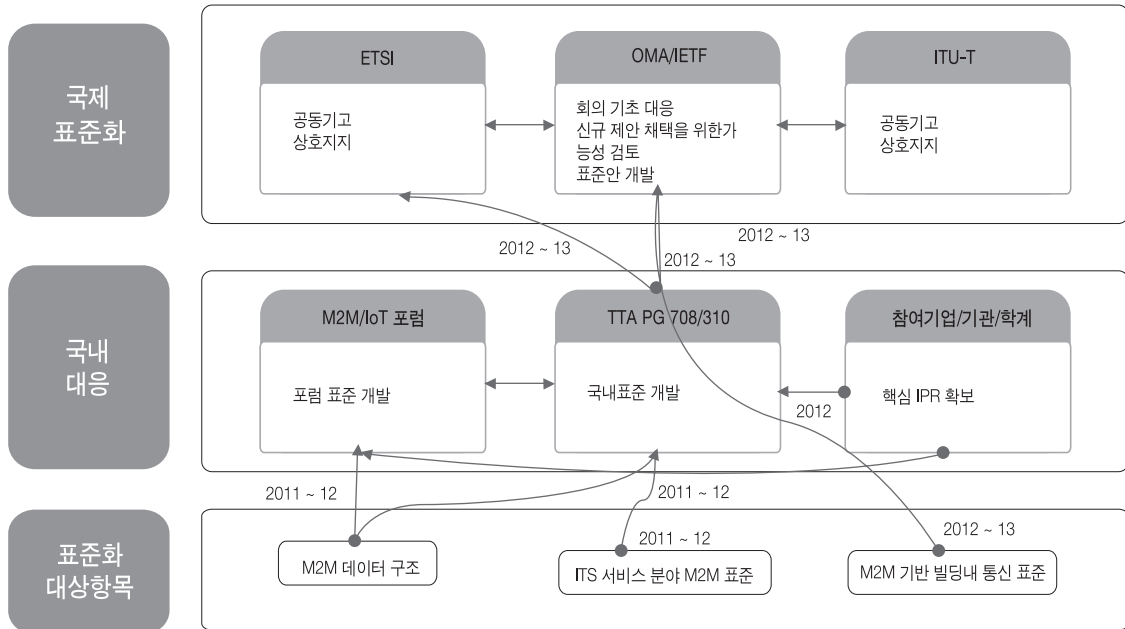 국제
표준화
ETSI
공동기고
상호지지
OMA/IETF
회의 기초 대응
신규 제안 채택을 위한가
능성 검토
표준안 개발
ITU-T
공동기고
상호지지
2012 ~ 13
2012 ~ 13
2012 ~ 13
국내
대응
M2M/IoT 포럼
포럼 표준 개발
TTA PG 708/310
국내표준 개발
2012
참여기업/기관/학계
핵심 IPR 확보
2011 ~ 12
2011 ~ 12
표준화
대상항목
M2M 데이터 구조
2011 ~ 12
ITS 서비스 분야 M2M 표준
2012 ~ 13
M2M 기반 빌딩내 통신 표준